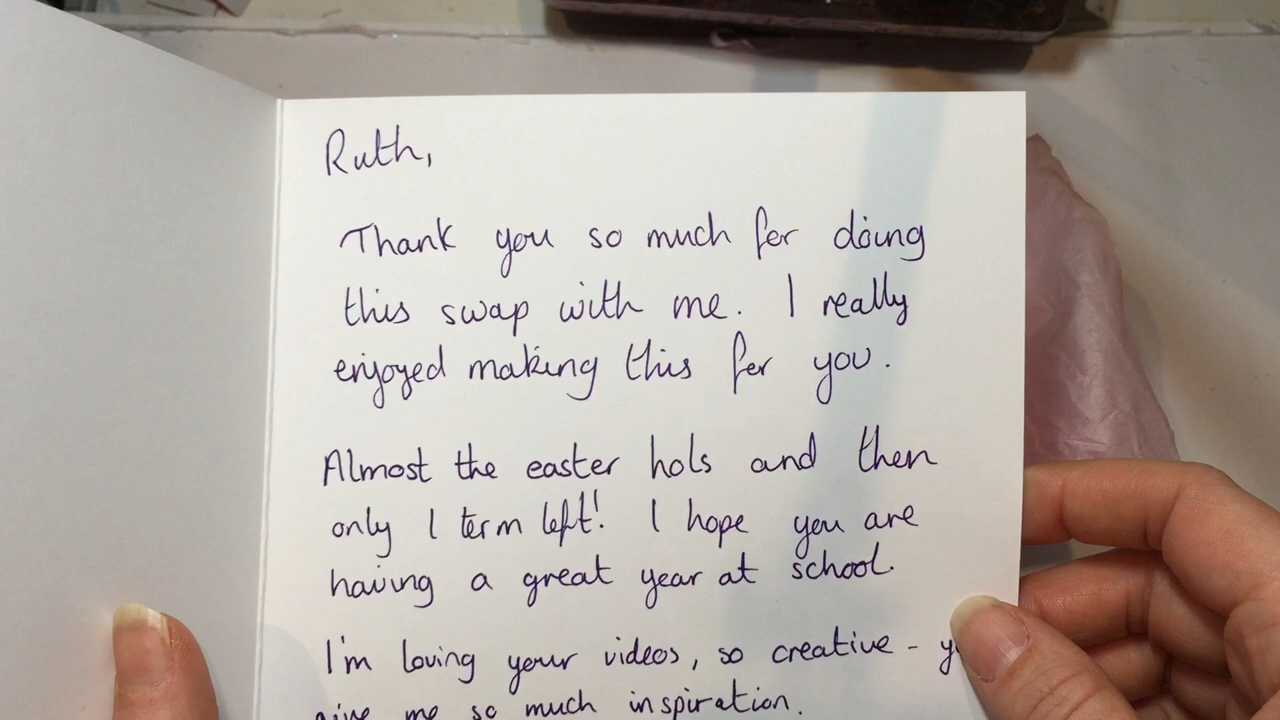 Ruth,
Thank you so much for doing
this swap with me. I really
enjoyed making this for you.
Almost the easter hols and then
only 1 term left! I hope you are
having a great year at school.
I'm loving your videos, so creative -
give me so much inspiration.